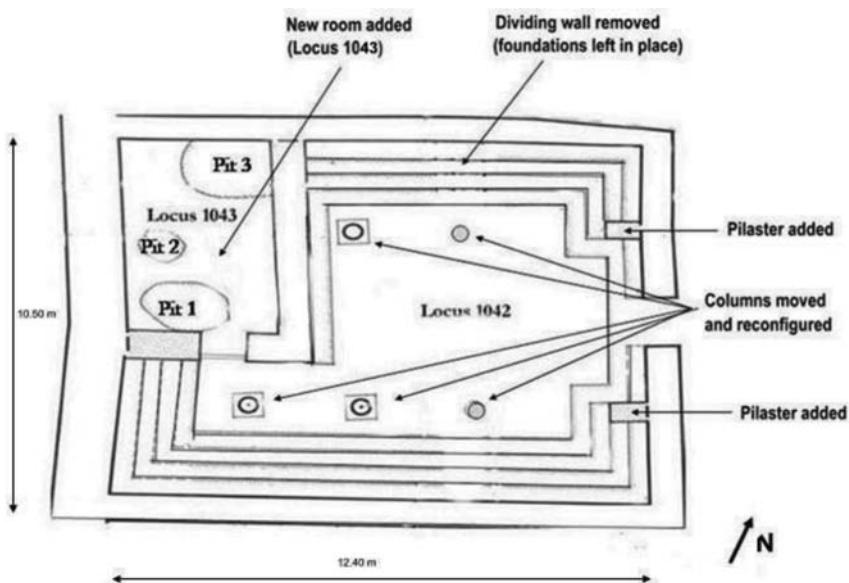 New room added
(Locus 1043)
Dividing wall removed
(foundations left in place)
Pit 3
Locus 1043
Pit 2
Pit 1
Locus 1042
Pilaster added
Columns moved
and reconfigured
Pilaster added
10.50 m
12.40 m
N